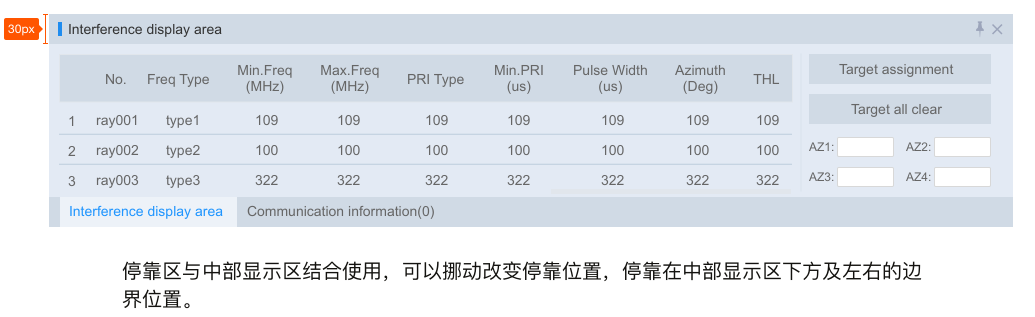 30px
Interference display area
No. Freq Type Min.Freq (MHz) Max.Freq (MHz) PRI Type Min.PRI (us) Pulse Width (us) Azimuth (Deg) THL
1 ray001 type1 109 109 109 109 109 109 109
2 ray002 type2 100 100 100 100 100 100 100
3 ray003 type3 322 322 322 322 322 322 322
Target assignment
Target all clear
AZ1: AZ2:
AZ3: AZ4:
Interference display area Communication information(0)
停靠区与中部显示区结合使用，可以挪动改变停靠位置，停靠在中部显示区下方及左右的边
界位置。